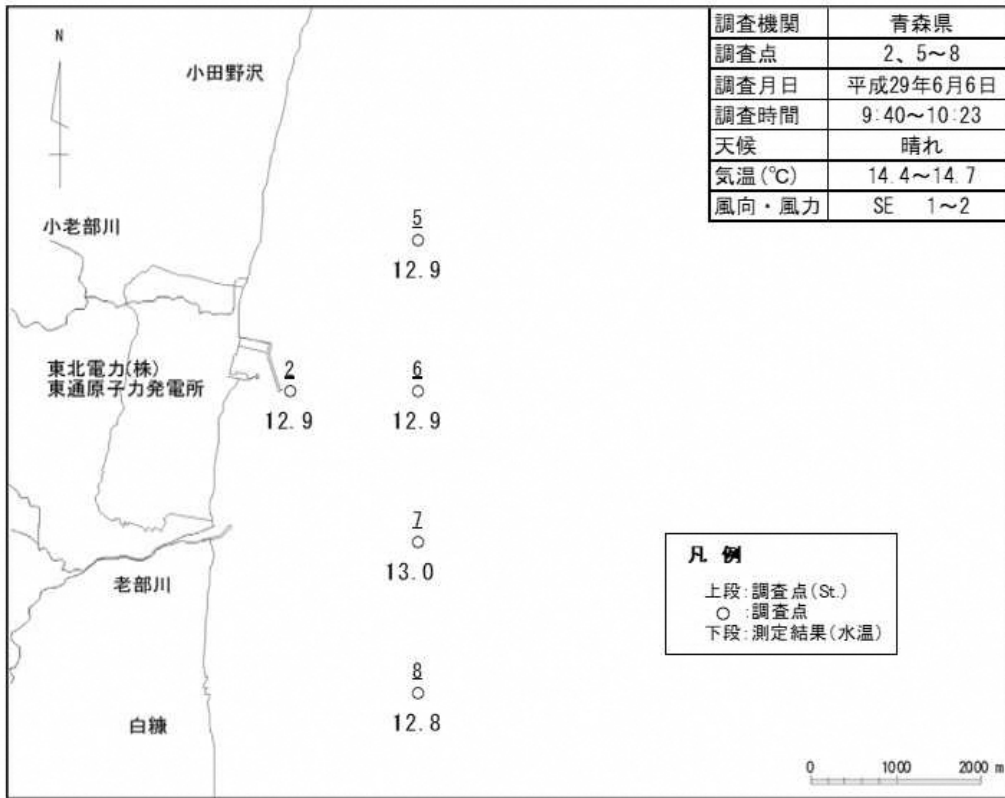 調査機関 青森県
調査点 2、5～8
調査月日 平成29年6月6日
調査時間 9:40～10:23
天候 晴れ
気温(℃) 14.4～14.7
風向・風力 SE 1～2
N
小田野沢
小老部川
5
12.9
東北電力(株)
東通原子力発電所
2
12.9
6
12.9
7
13.0
老部川
8
12.8
白糠
凡 例
上段:調査点(St.)
○ :調査点
下段:測定結果(水温)
0 1000 2000 m